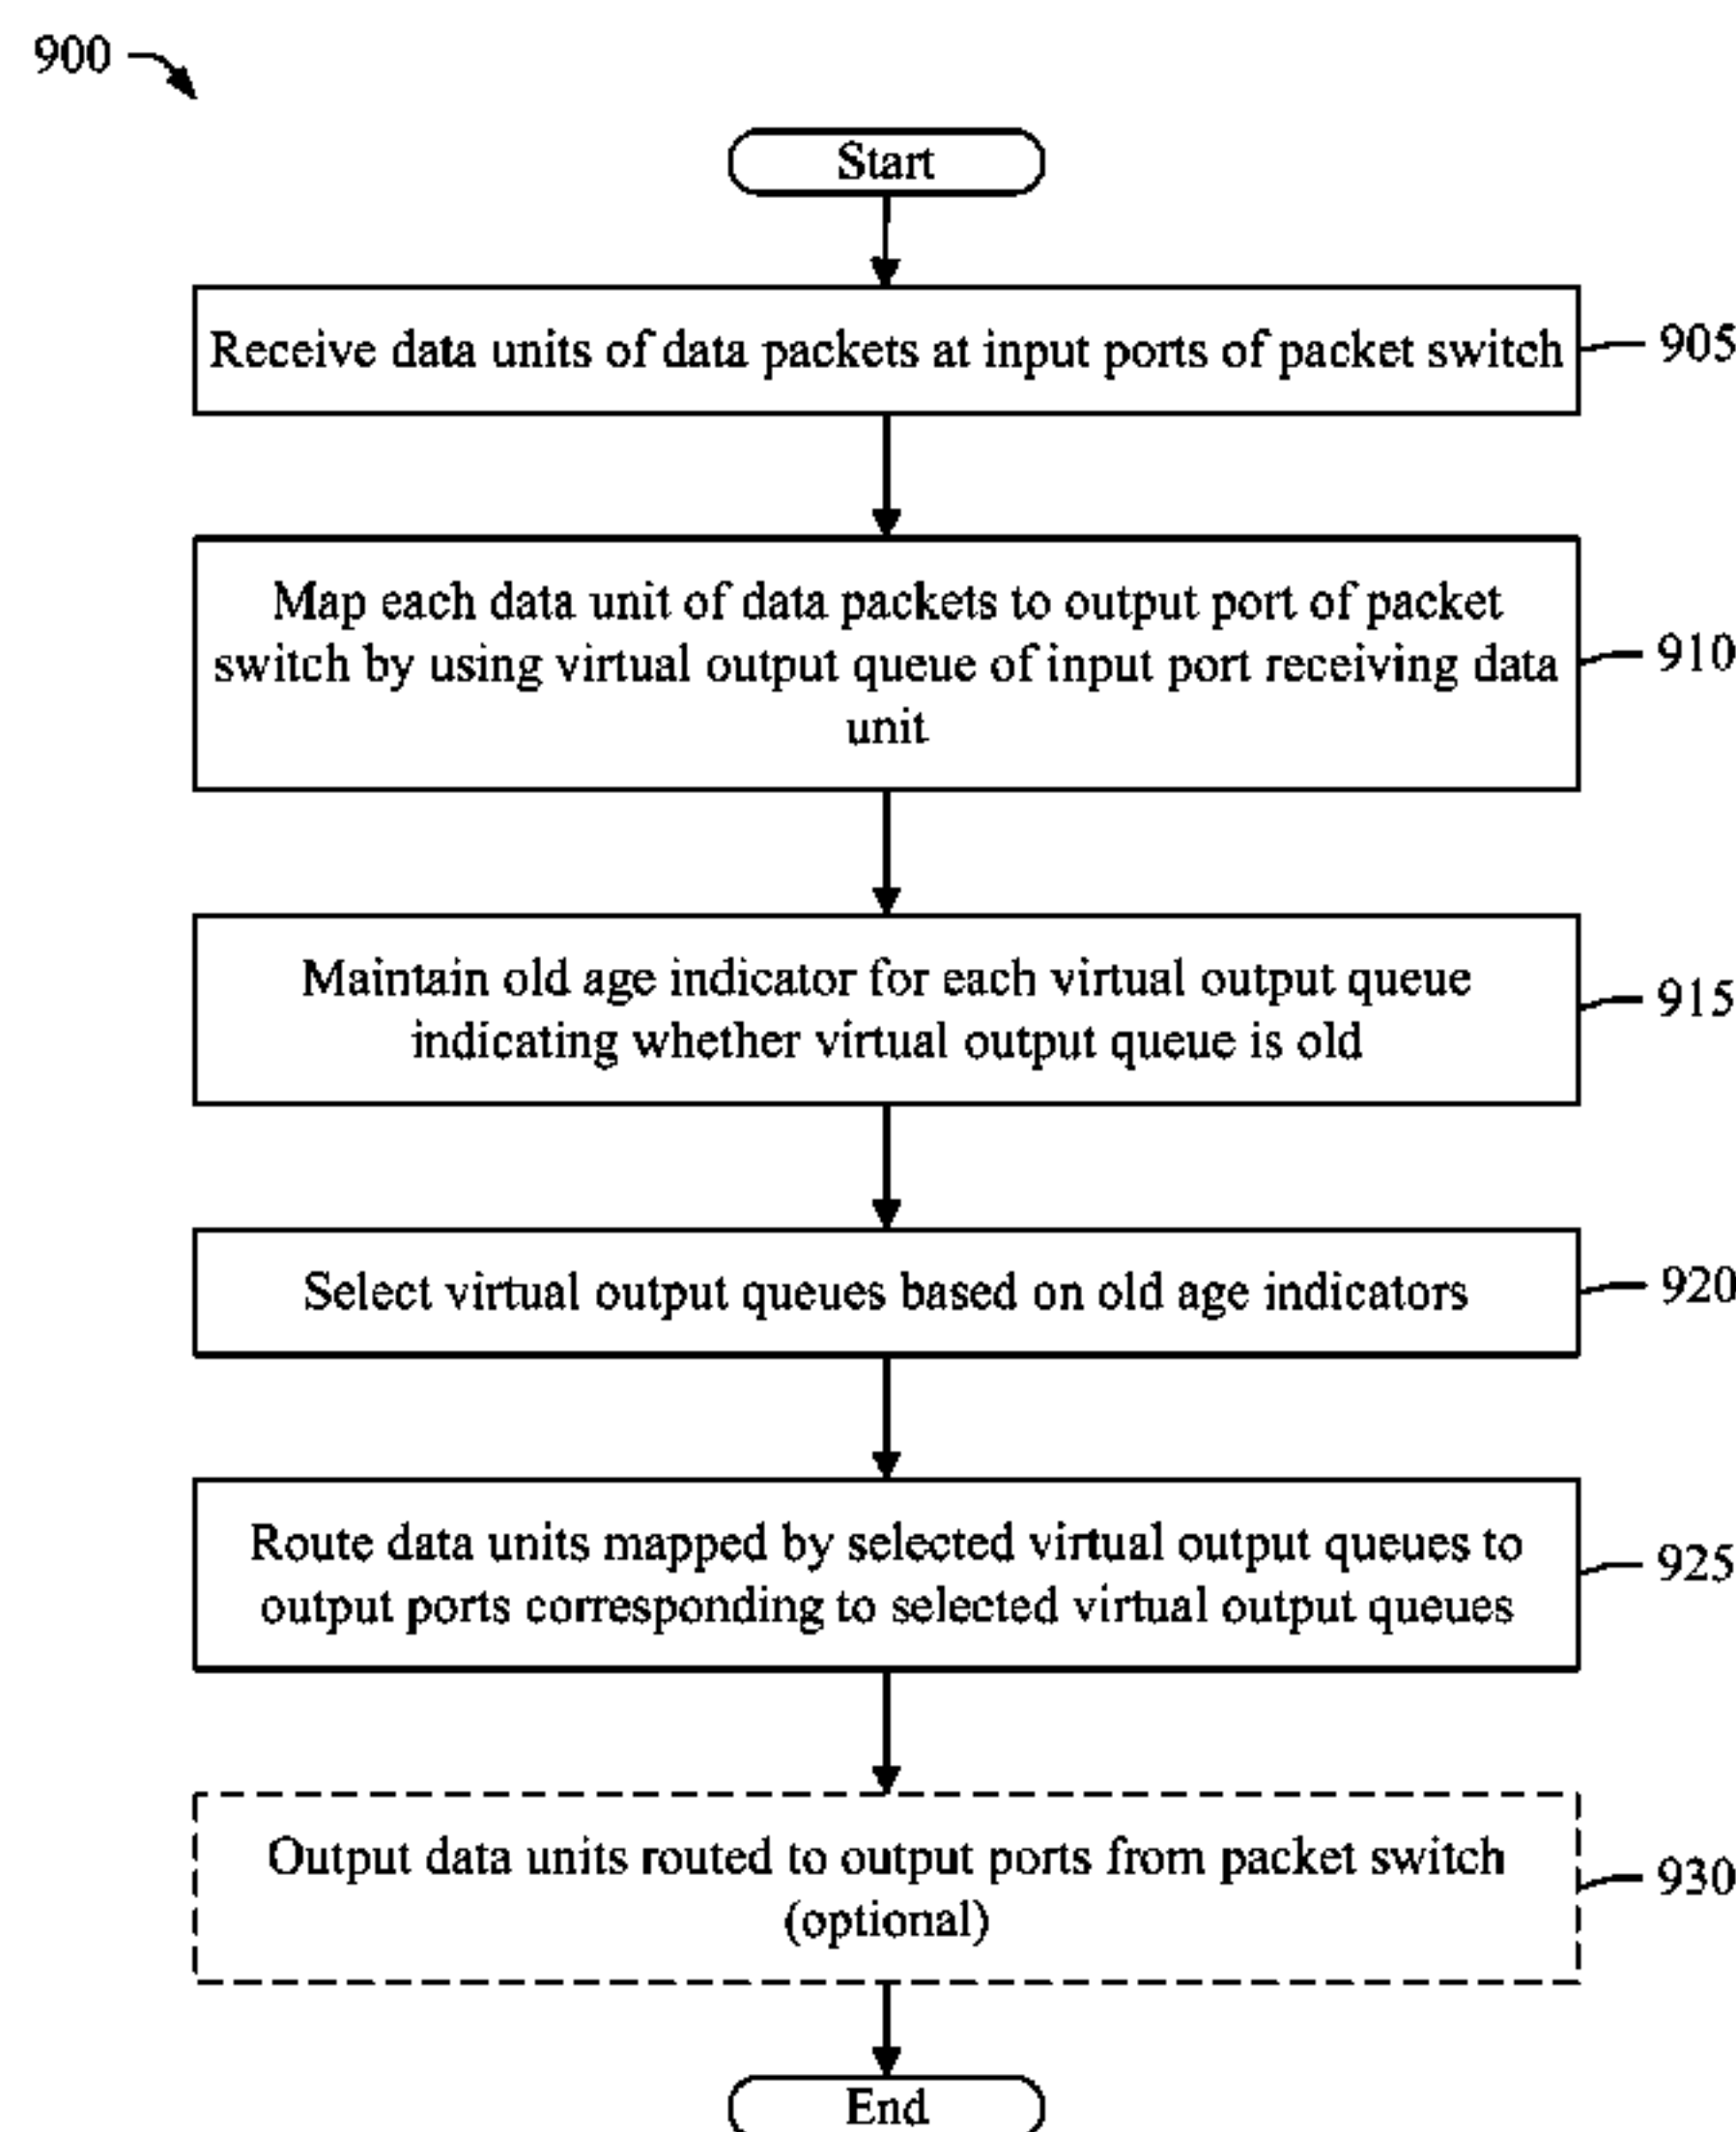 900
Start
Receive data units of data packets at input ports of packet switch
905
Map each data unit of data packets to output port of packet
switch by using virtual output queue of input port receiving data
unit
910
Maintain old age indicator for each virtual output queue
indicating whether virtual output queue is old
915
Select virtual output queues based on old age indicators
920
Route data units mapped by selected virtual output queues to
output ports corresponding to selected virtual output queues
925
Output data units routed to output ports from packet switch
(optional)
930
End